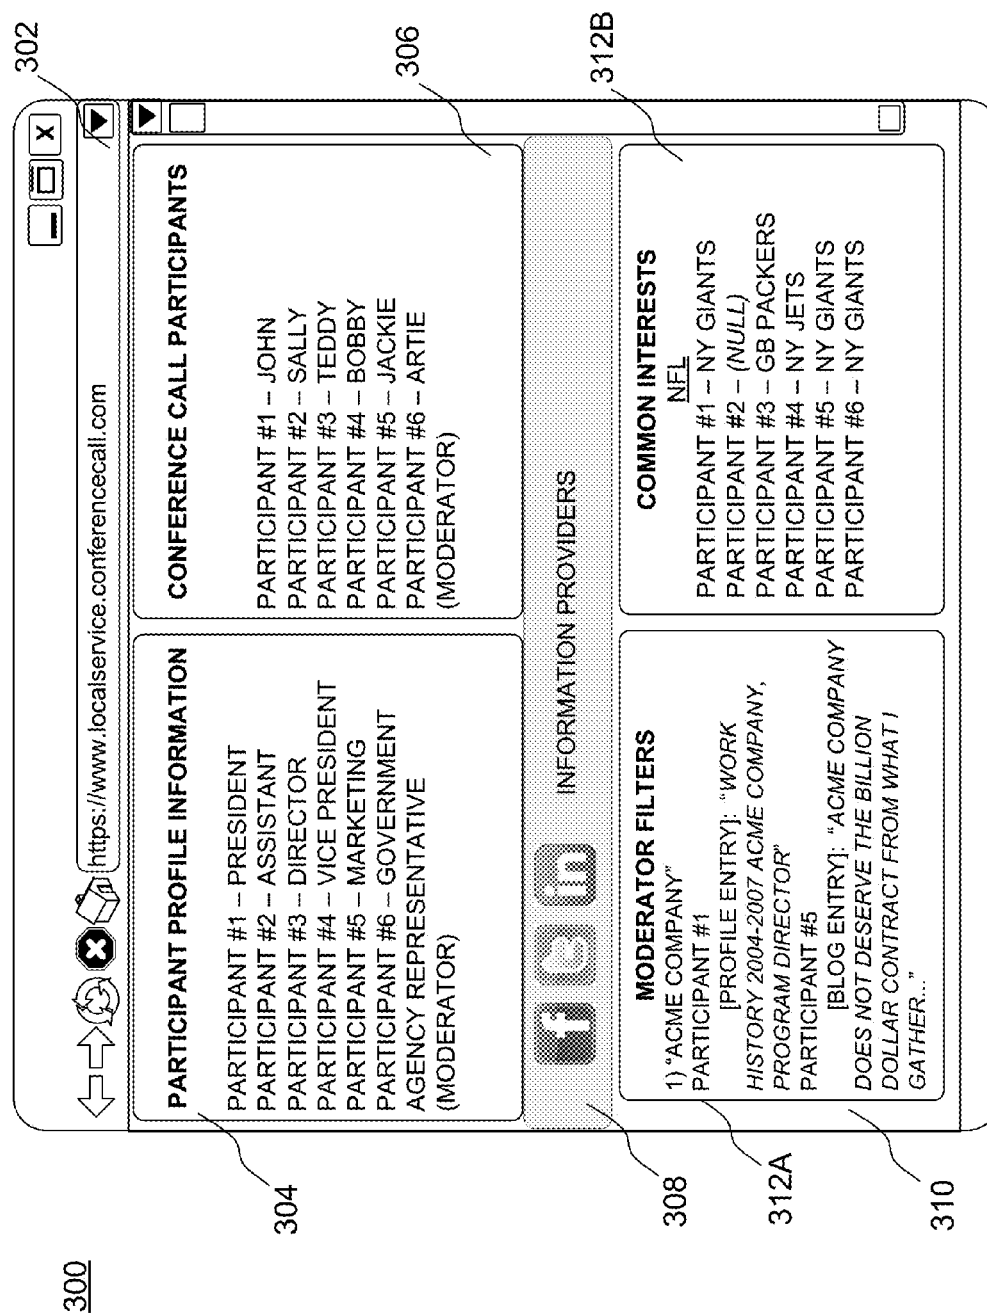 300
302
X
https://www.localservice.conferencecall.com
304
PARTICIPANT PROFILE INFORMATION
PARTICIPANT #1 – PRESIDENT
PARTICIPANT #2 – ASSISTANT
PARTICIPANT #3 – DIRECTOR
PARTICIPANT #4 – VICE PRESIDENT
PARTICIPANT #5 – MARKETING
PARTICIPANT #6 – GOVERNMENT
AGENCY REPRESENTATIVE
(MODERATOR)
CONFERENCE CALL PARTICIPANTS
PARTICIPANT #1 – JOHN
PARTICIPANT #2 – SALLY
PARTICIPANT #3 – TEDDY
PARTICIPANT #4 – BOBBY
PARTICIPANT #5 – JACKIE
PARTICIPANT #6 – ARTIE
(MODERATOR)
306
308
f t in INFORMATION PROVIDERS
312A
MODERATOR FILTERS
1) "ACME COMPANY"
PARTICIPANT #1
[PROFILE ENTRY]: "WORK
HISTORY 2004-2007 ACME COMPANY,
PROGRAM DIRECTOR"
PARTICIPANT #5
[BLOG ENTRY]: "ACME COMPANY
DOES NOT DESERVE THE BILLION
DOLLAR CONTRACT FROM WHAT I
GATHER..."
COMMON INTERESTS
NFL
PARTICIPANT #1 – NY GIANTS
PARTICIPANT #2 – (NULL)
PARTICIPANT #3 – GB PACKERS
PARTICIPANT #4 – NY JETS
PARTICIPANT #5 – NY GIANTS
PARTICIPANT #6 – NY GIANTS
312B
310